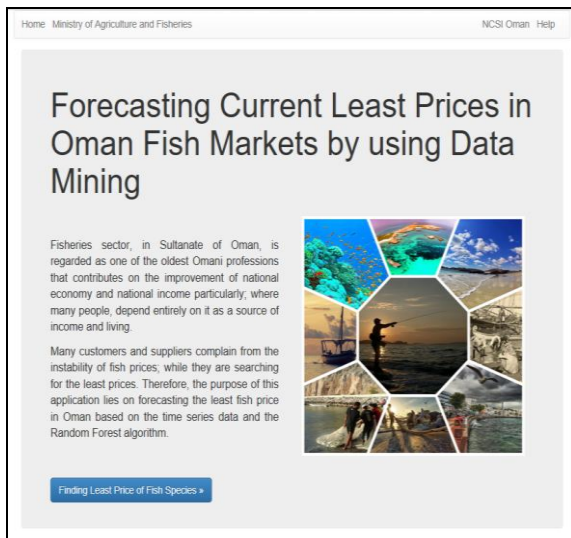 Home Ministry of Agriculture and Fisheries NCSI Oman Help
Forecasting Current Least Prices in
Oman Fish Markets by using Data
Mining
Fisheries sector, in Sultanate of Oman, is
regarded as one of the oldest Omani professions
that contributes on the improvement of national
economy and national income particularly; where
many people, depend entirely on it as a source of
income and living.
Many customers and suppliers complain from the
instability of fish prices; while they are searching
for the least prices. Therefore, the purpose of this
application lies on forecasting the least fish price
in Oman based on the time series data and the
Random Forest algorithm.
Finding Least Price of Fish Species »